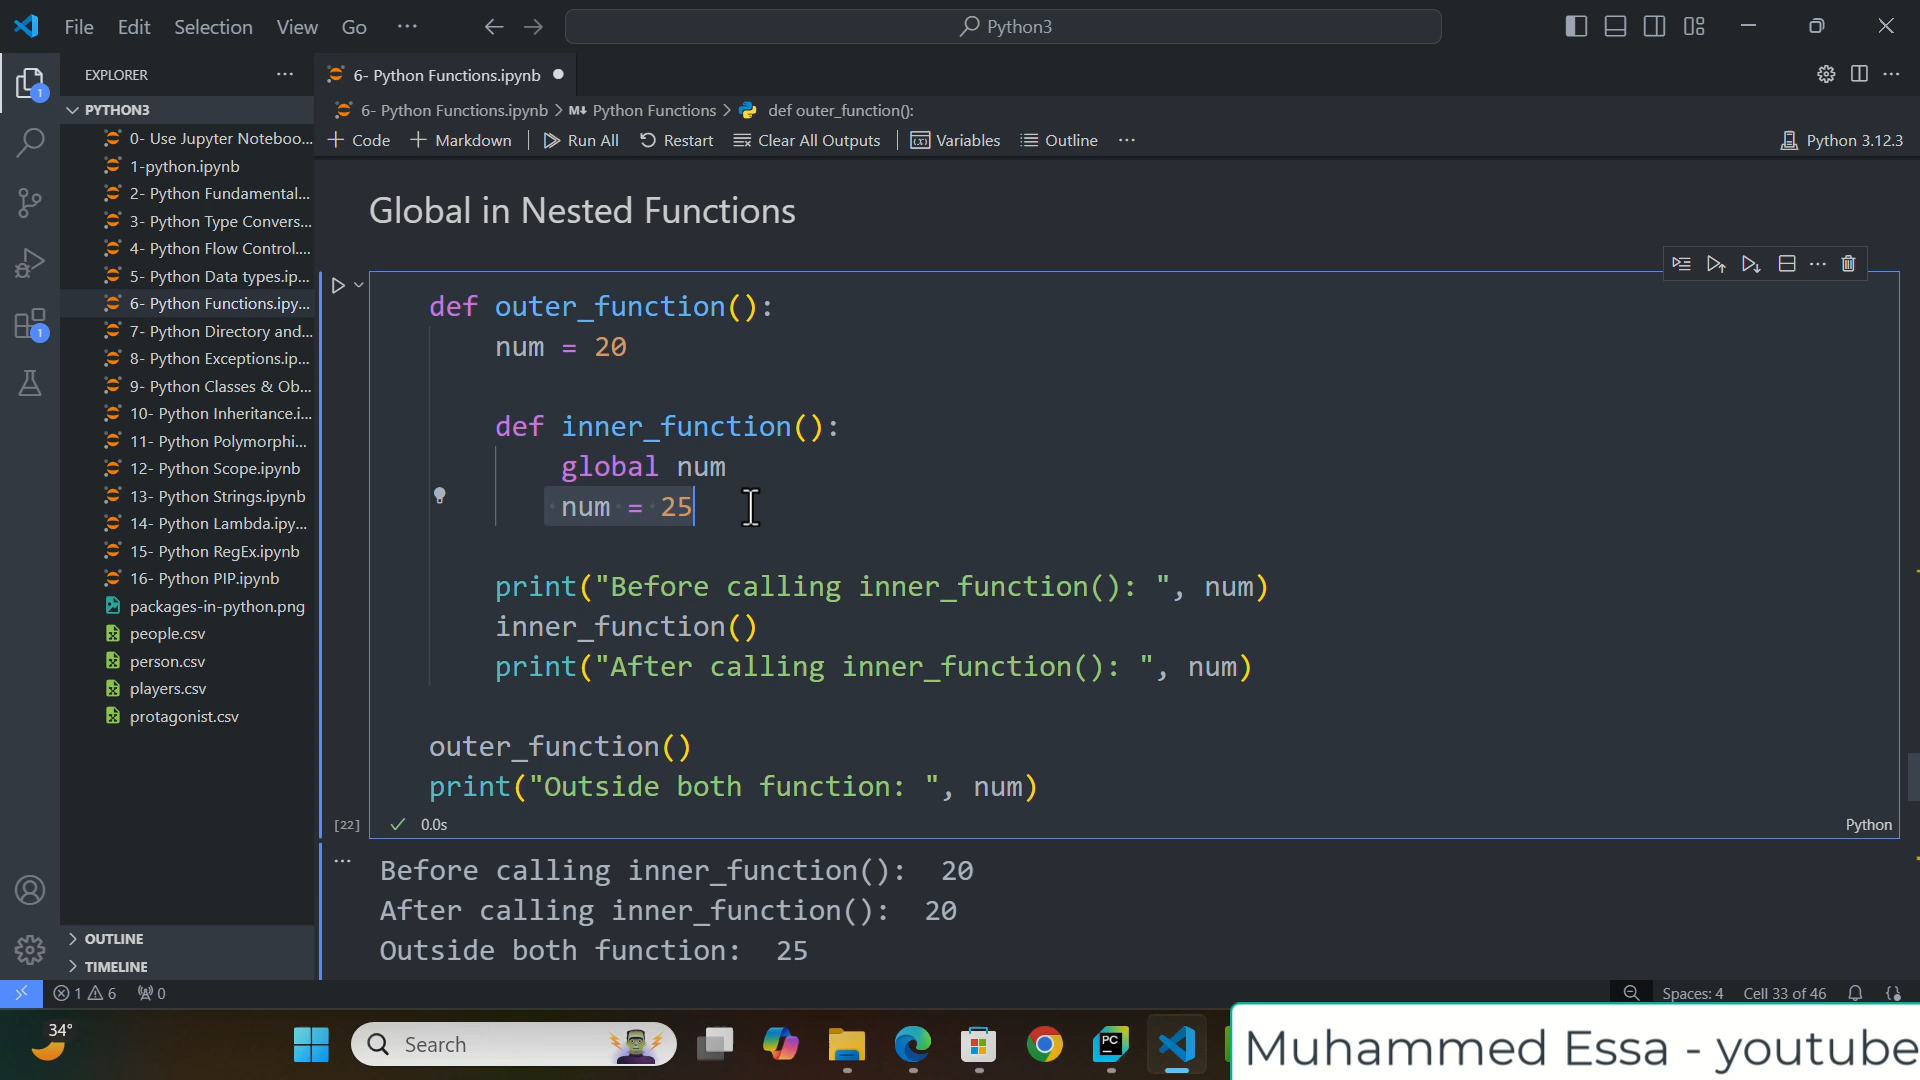 File Edit Selection View Go ··· Python3
EXPLORER ···
6- Python Functions.ipynb
PYTHON3
6- Python Functions.ipynb > M↓ Python Functions > def outer_function():
+ Code + Markdown Run All Restart Clear All Outputs Variables Outline ··· Python 3.12.3
0- Use Jupyter Noteboo...
1-python.ipynb
2- Python Fundamental...
3- Python Type Convers...
4- Python Flow Control....
5- Python Data types.ip...
6- Python Functions.ipy...
7- Python Directory and...
8- Python Exceptions.ip...
9- Python Classes & Ob...
10- Python Inheritance.i...
11- Python Polymorphi...
12- Python Scope.ipynb
13- Python Strings.ipynb
14- Python Lambda.ipy...
15- Python RegEx.ipynb
16- Python PIP.ipynb
packages-in-python.png
people.csv
person.csv
players.csv
protagonist.csv
OUTLINE
TIMELINE
Global in Nested Functions
def outer_function():
num = 20
def inner_function():
global num
num = 25
print("Before calling inner_function(): ", num)
inner_function()
print("After calling inner_function(): ", num)
outer_function()
print("Outside both function: ", num)
[22] 0.0s Python
Before calling inner_function():  20
After calling inner_function():  20
Outside both function:  25
1 6 0 Spaces: 4 Cell 33 of 46
34° Search
PC
Muhammed Essa - youtube